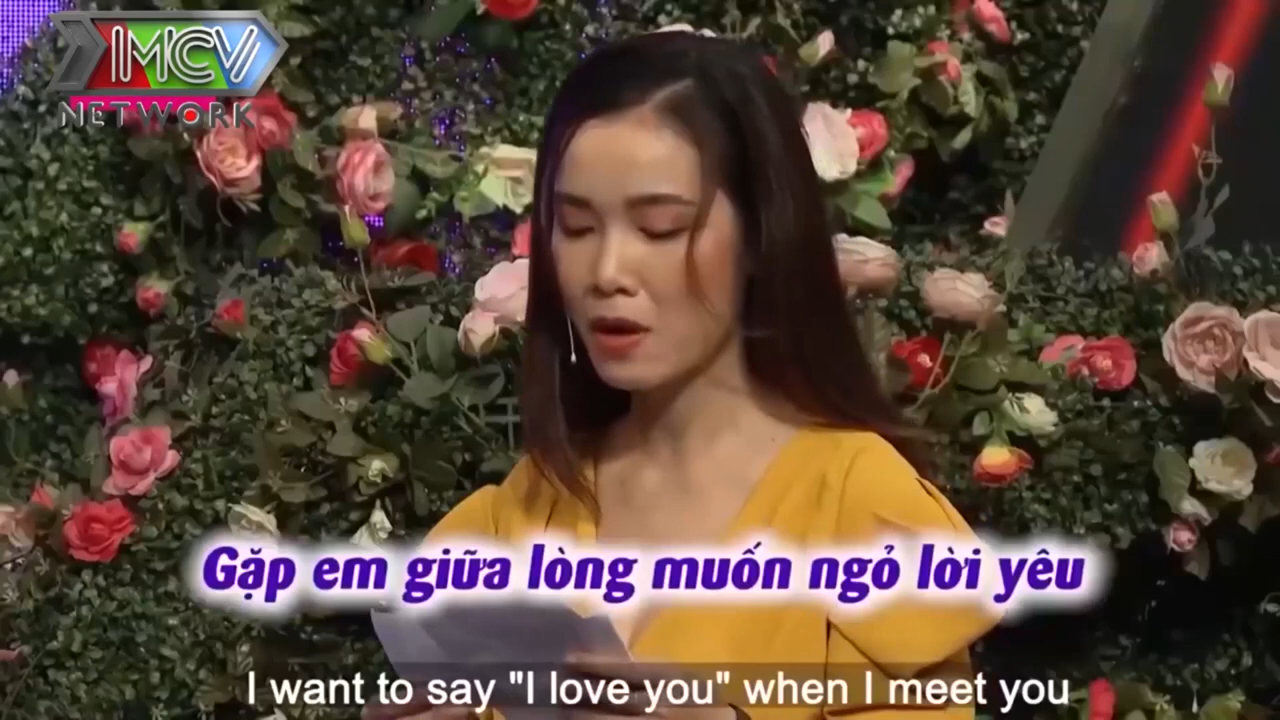 MCV
NETWORK
Gặp em giữa lòng muốn ngỏ lời yêu
I want to say "I love you" when I meet you